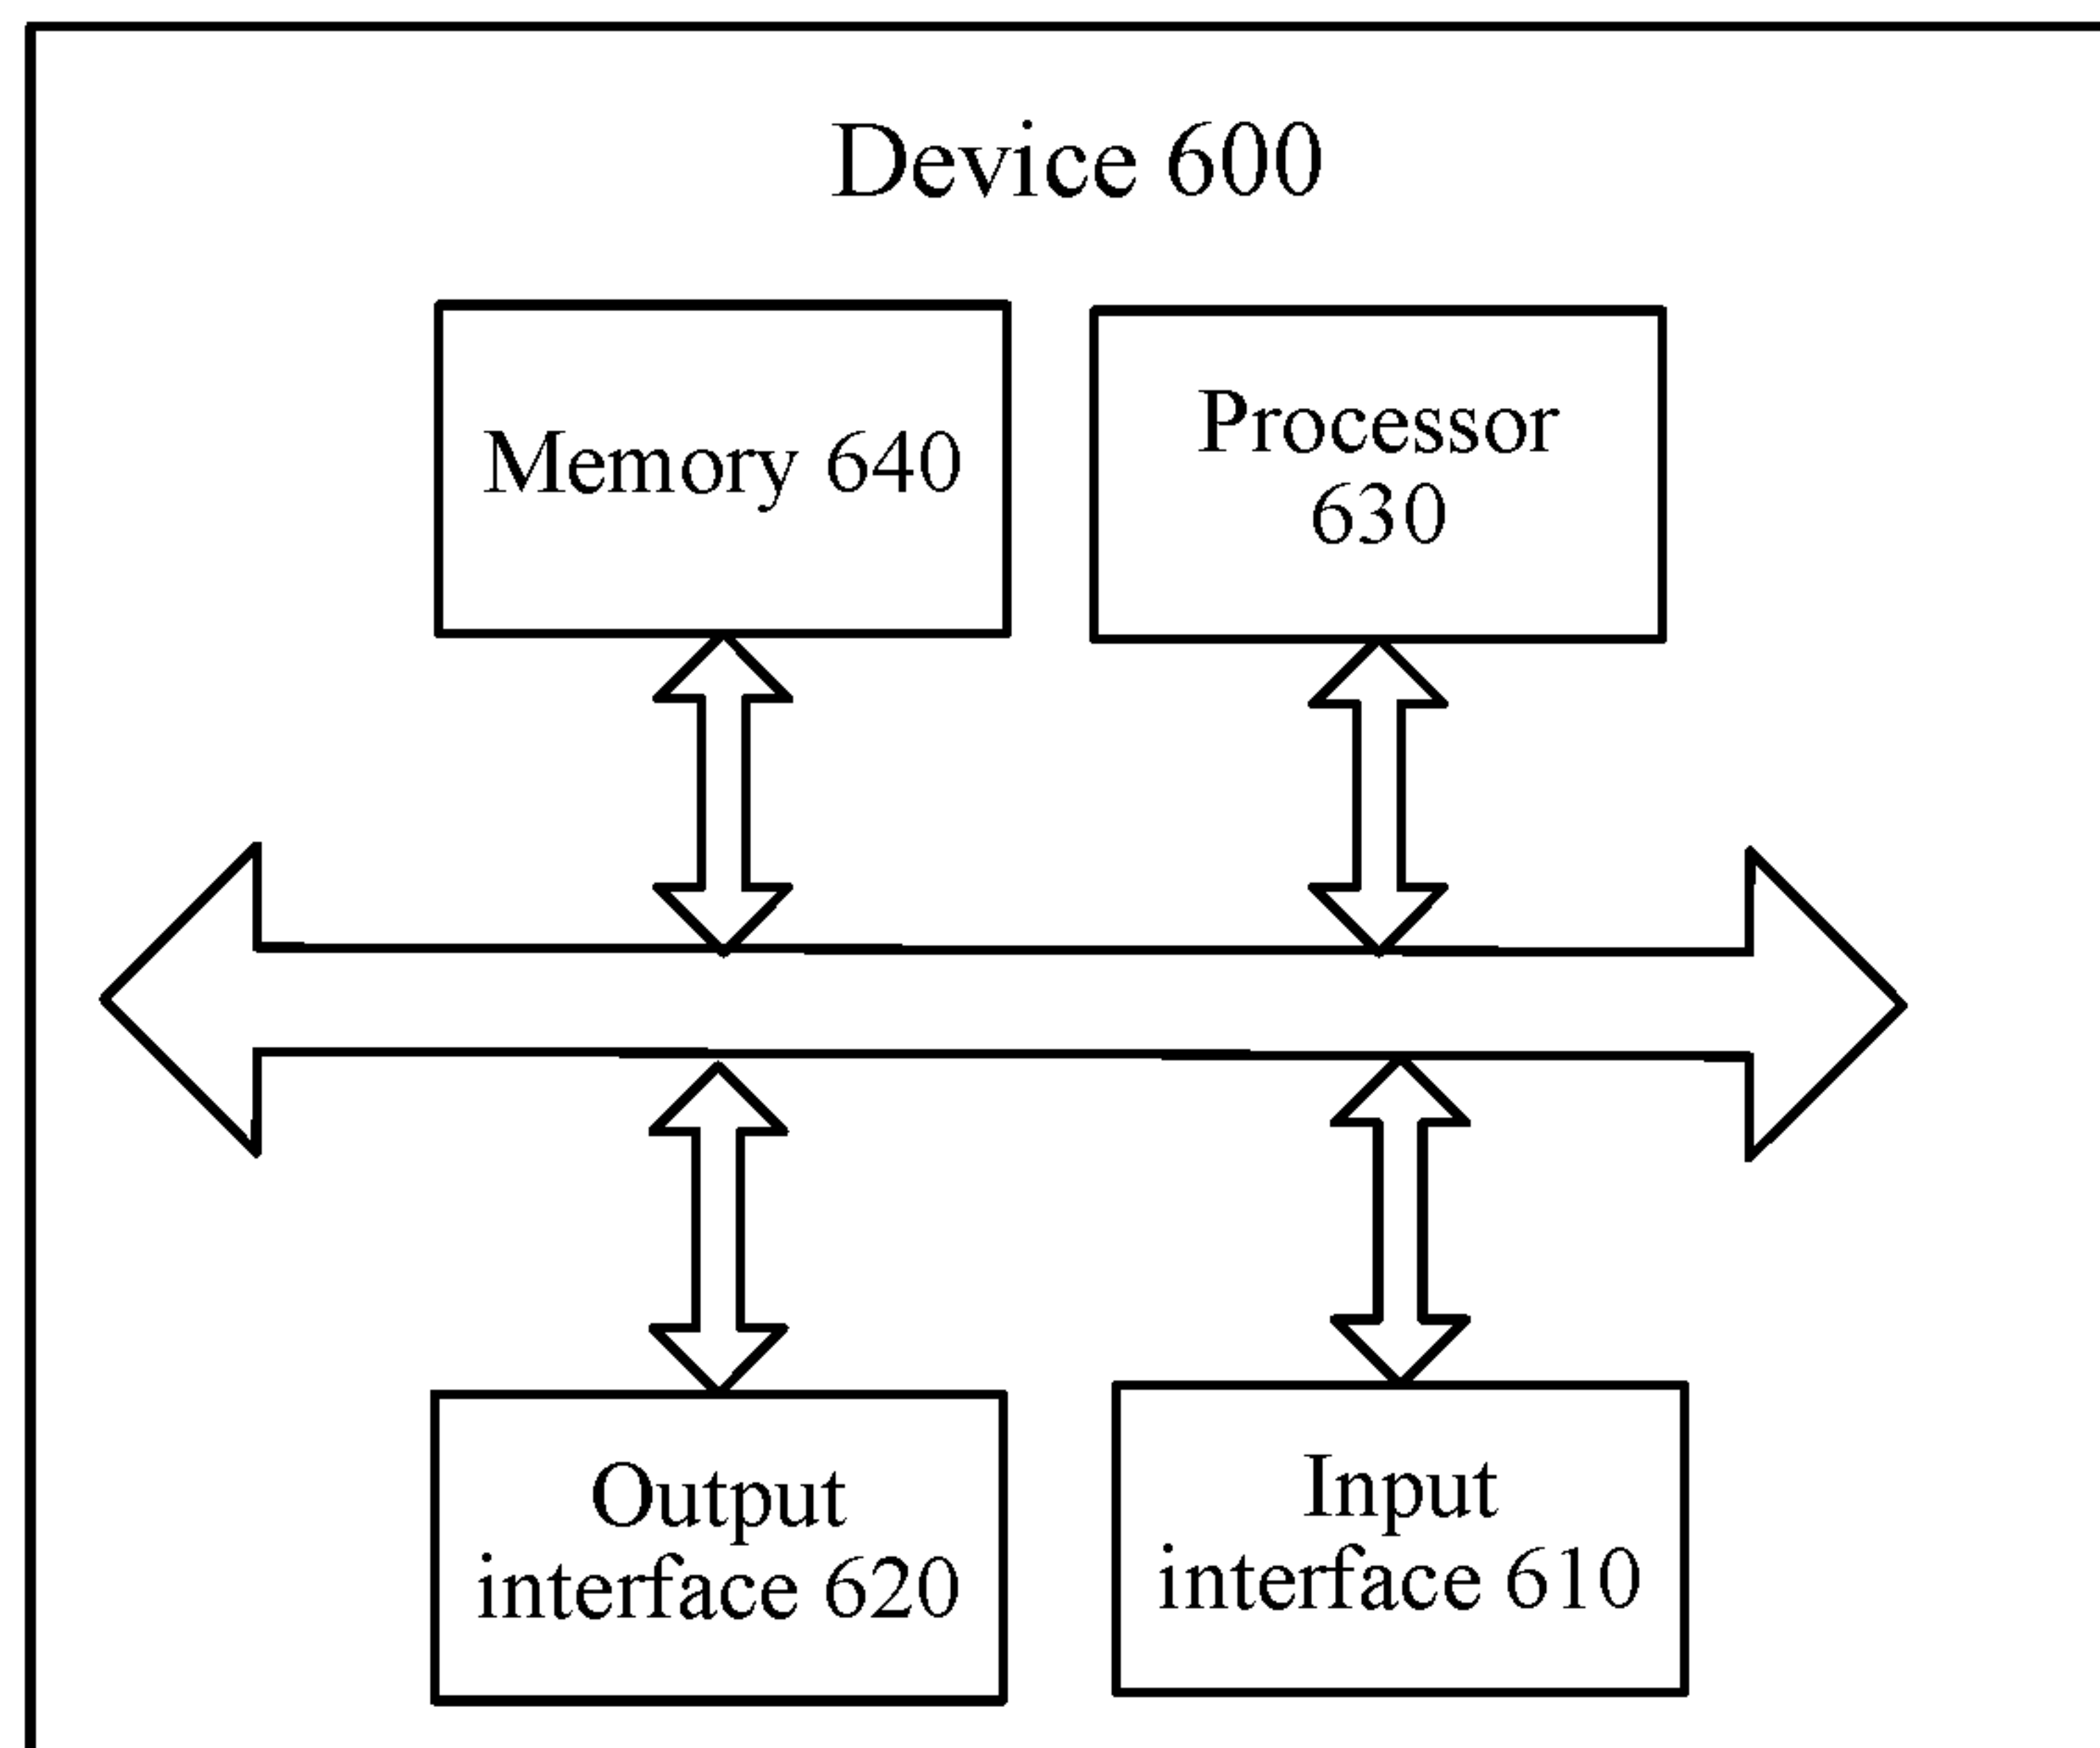 Device 600
Memory 640
Processor
630
Output
interface 620
Input
interface 610